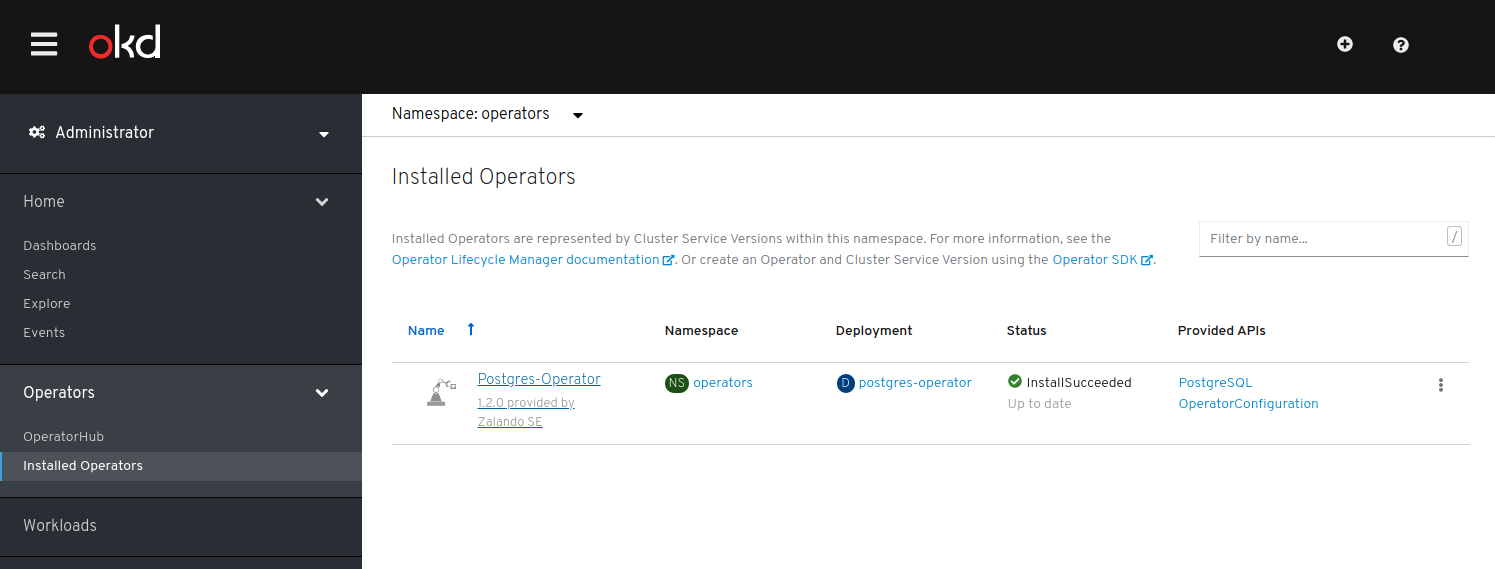 okd
Administrator
Home
Dashboards
Search
Explore
Events
Operators
OperatorHub
Installed Operators
Workloads
Namespace: operators
Installed Operators
Installed Operators are represented by Cluster Service Versions within this namespace. For more information, see the
Operator Lifecycle Manager documentation. Or create an Operator and Cluster Service Version using the Operator SDK.
Filter by name... /
Name Namespace Deployment Status Provided APIs
Postgres-Operator
1.2.0 provided by
Zalando SE
NS operators
D postgres-operator
InstallSucceeded
Up to date
PostgreSQL
OperatorConfiguration